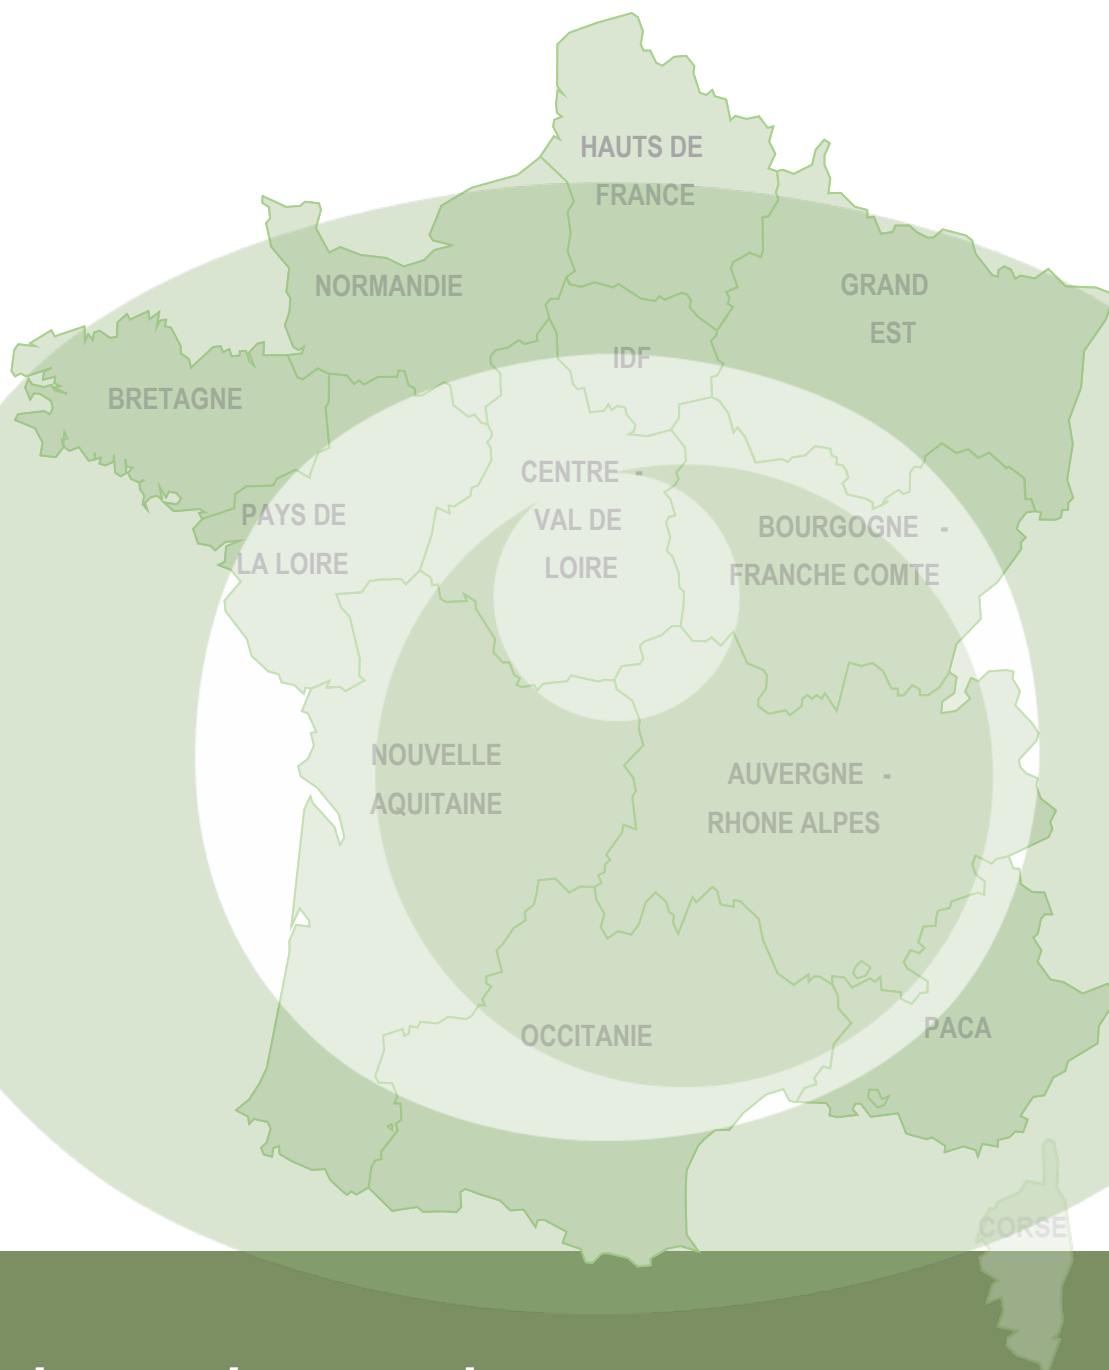 HAUTS DE
FRANCE
NORMANDIE
GRAND
EST
IDF
BRETAGNE
CENTRE -
VAL DE
LOIRE
PAYS DE
LA LOIRE
BOURGOGNE -
FRANCHE COMTE
NOUVELLE
AQUITAINE
AUVERGNE -
RHONE ALPES
OCCITANIE
PACA
CORSE